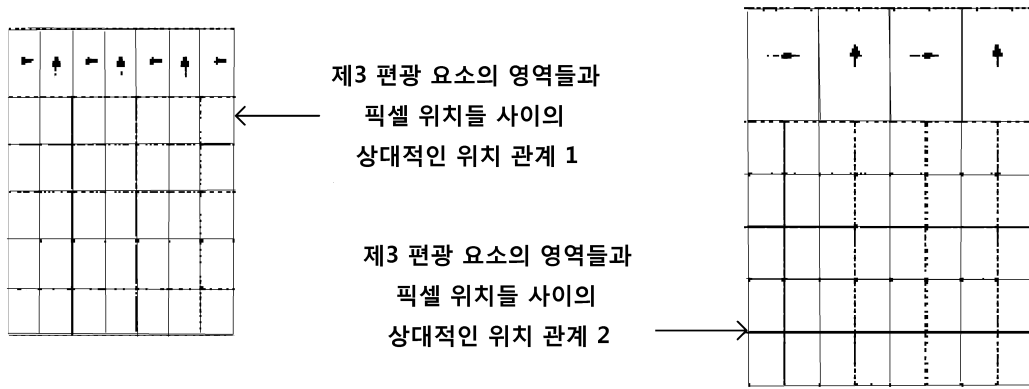 제3 편광 요소의 영역들과
픽셀 위치들 사이의
상대적인 위치 관계 1
제3 편광 요소의 영역들과
픽셀 위치들 사이의
상대적인 위치 관계 2